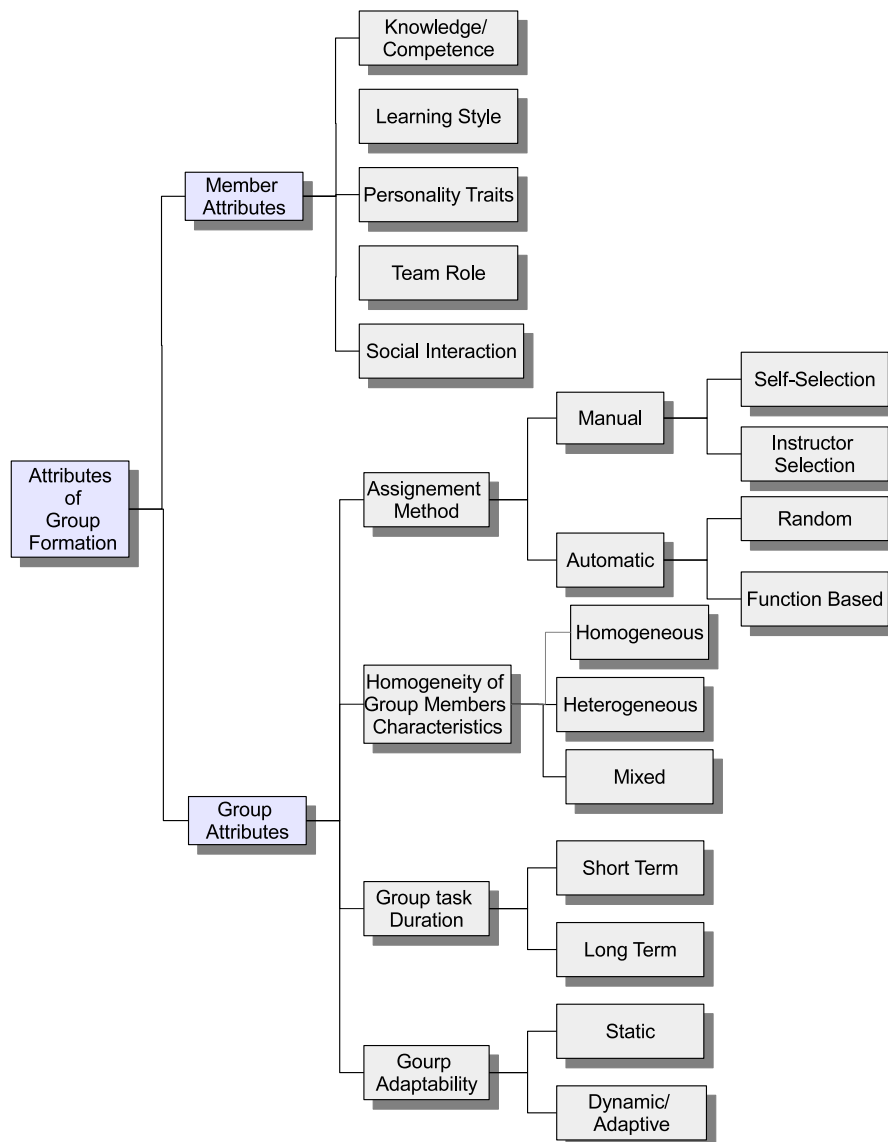 Knowledge/
Competence
Learning Style
Member
Attributes
Personality Traits
Team Role
Social Interaction
Attributes
of
Group
Formation
Assignement
Method
Manual
Self-Selection
Instructor
Selection
Automatic
Random
Function Based
Homogeneity of
Group Members
Characteristics
Homogeneous
Heterogeneous
Mixed
Group
Attributes
Group task
Duration
Short Term
Long Term
Gourp
Adaptability
Static
Dynamic/
Adaptive